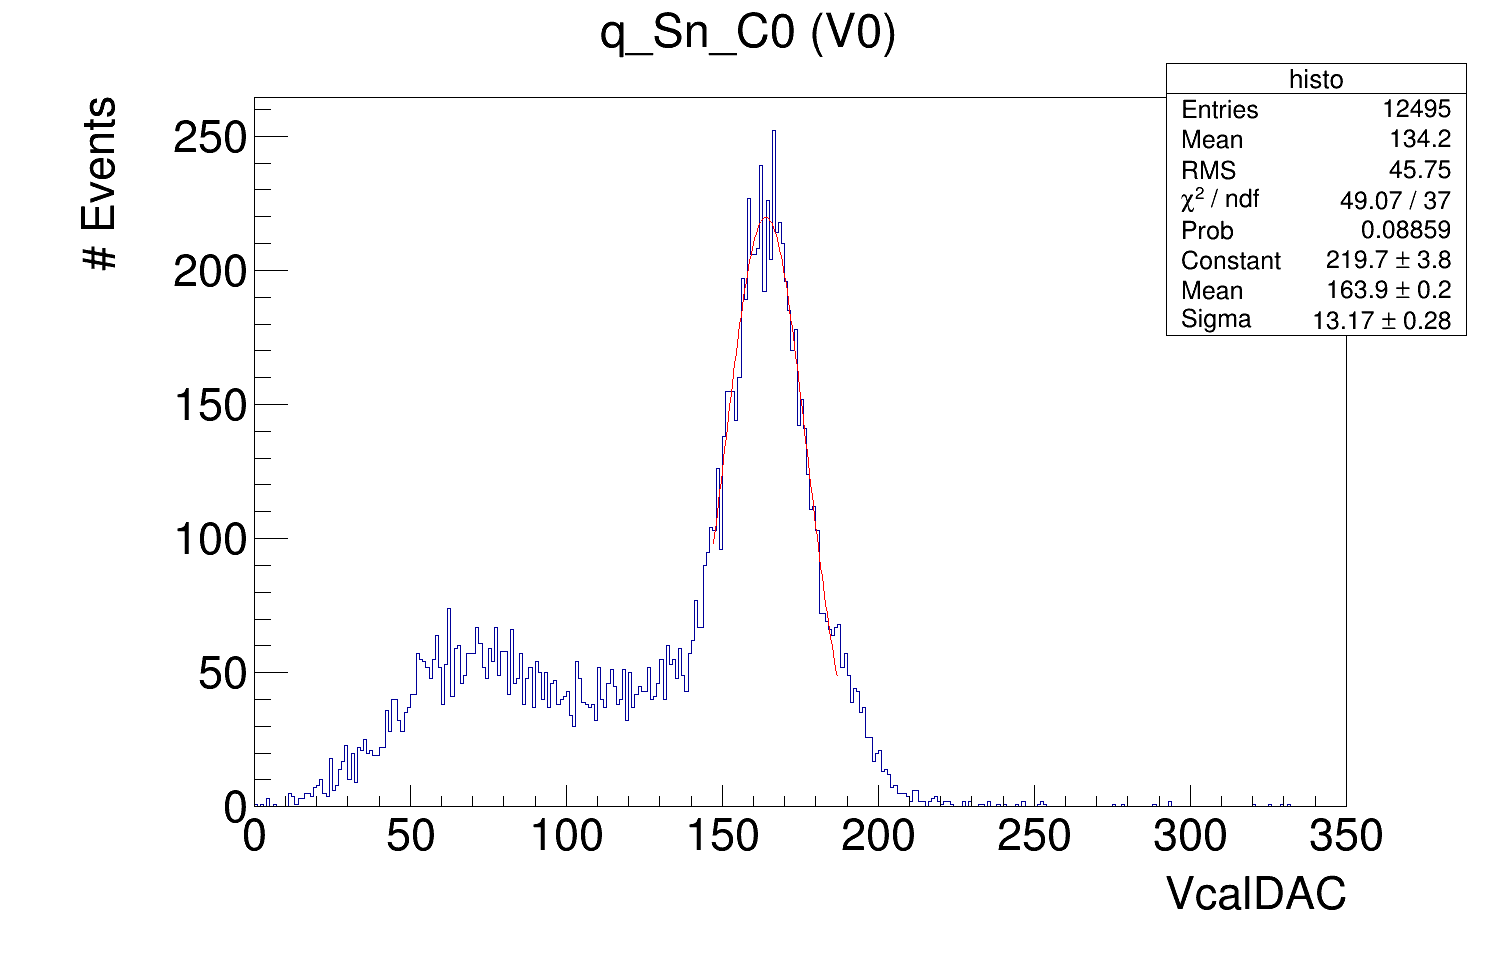 q_Sn_C0 (V0)
# Events
histo
Entries 12495
Mean 134.2
RMS 45.75
χ² / ndf 49.07 / 37
Prob 0.08859
Constant 219.7 ± 3.8
Mean 163.9 ± 0.2
Sigma 13.17 ± 0.28
250
200
150
100
50
0
0 50 100 150 200 250 300 350
VcalDAC